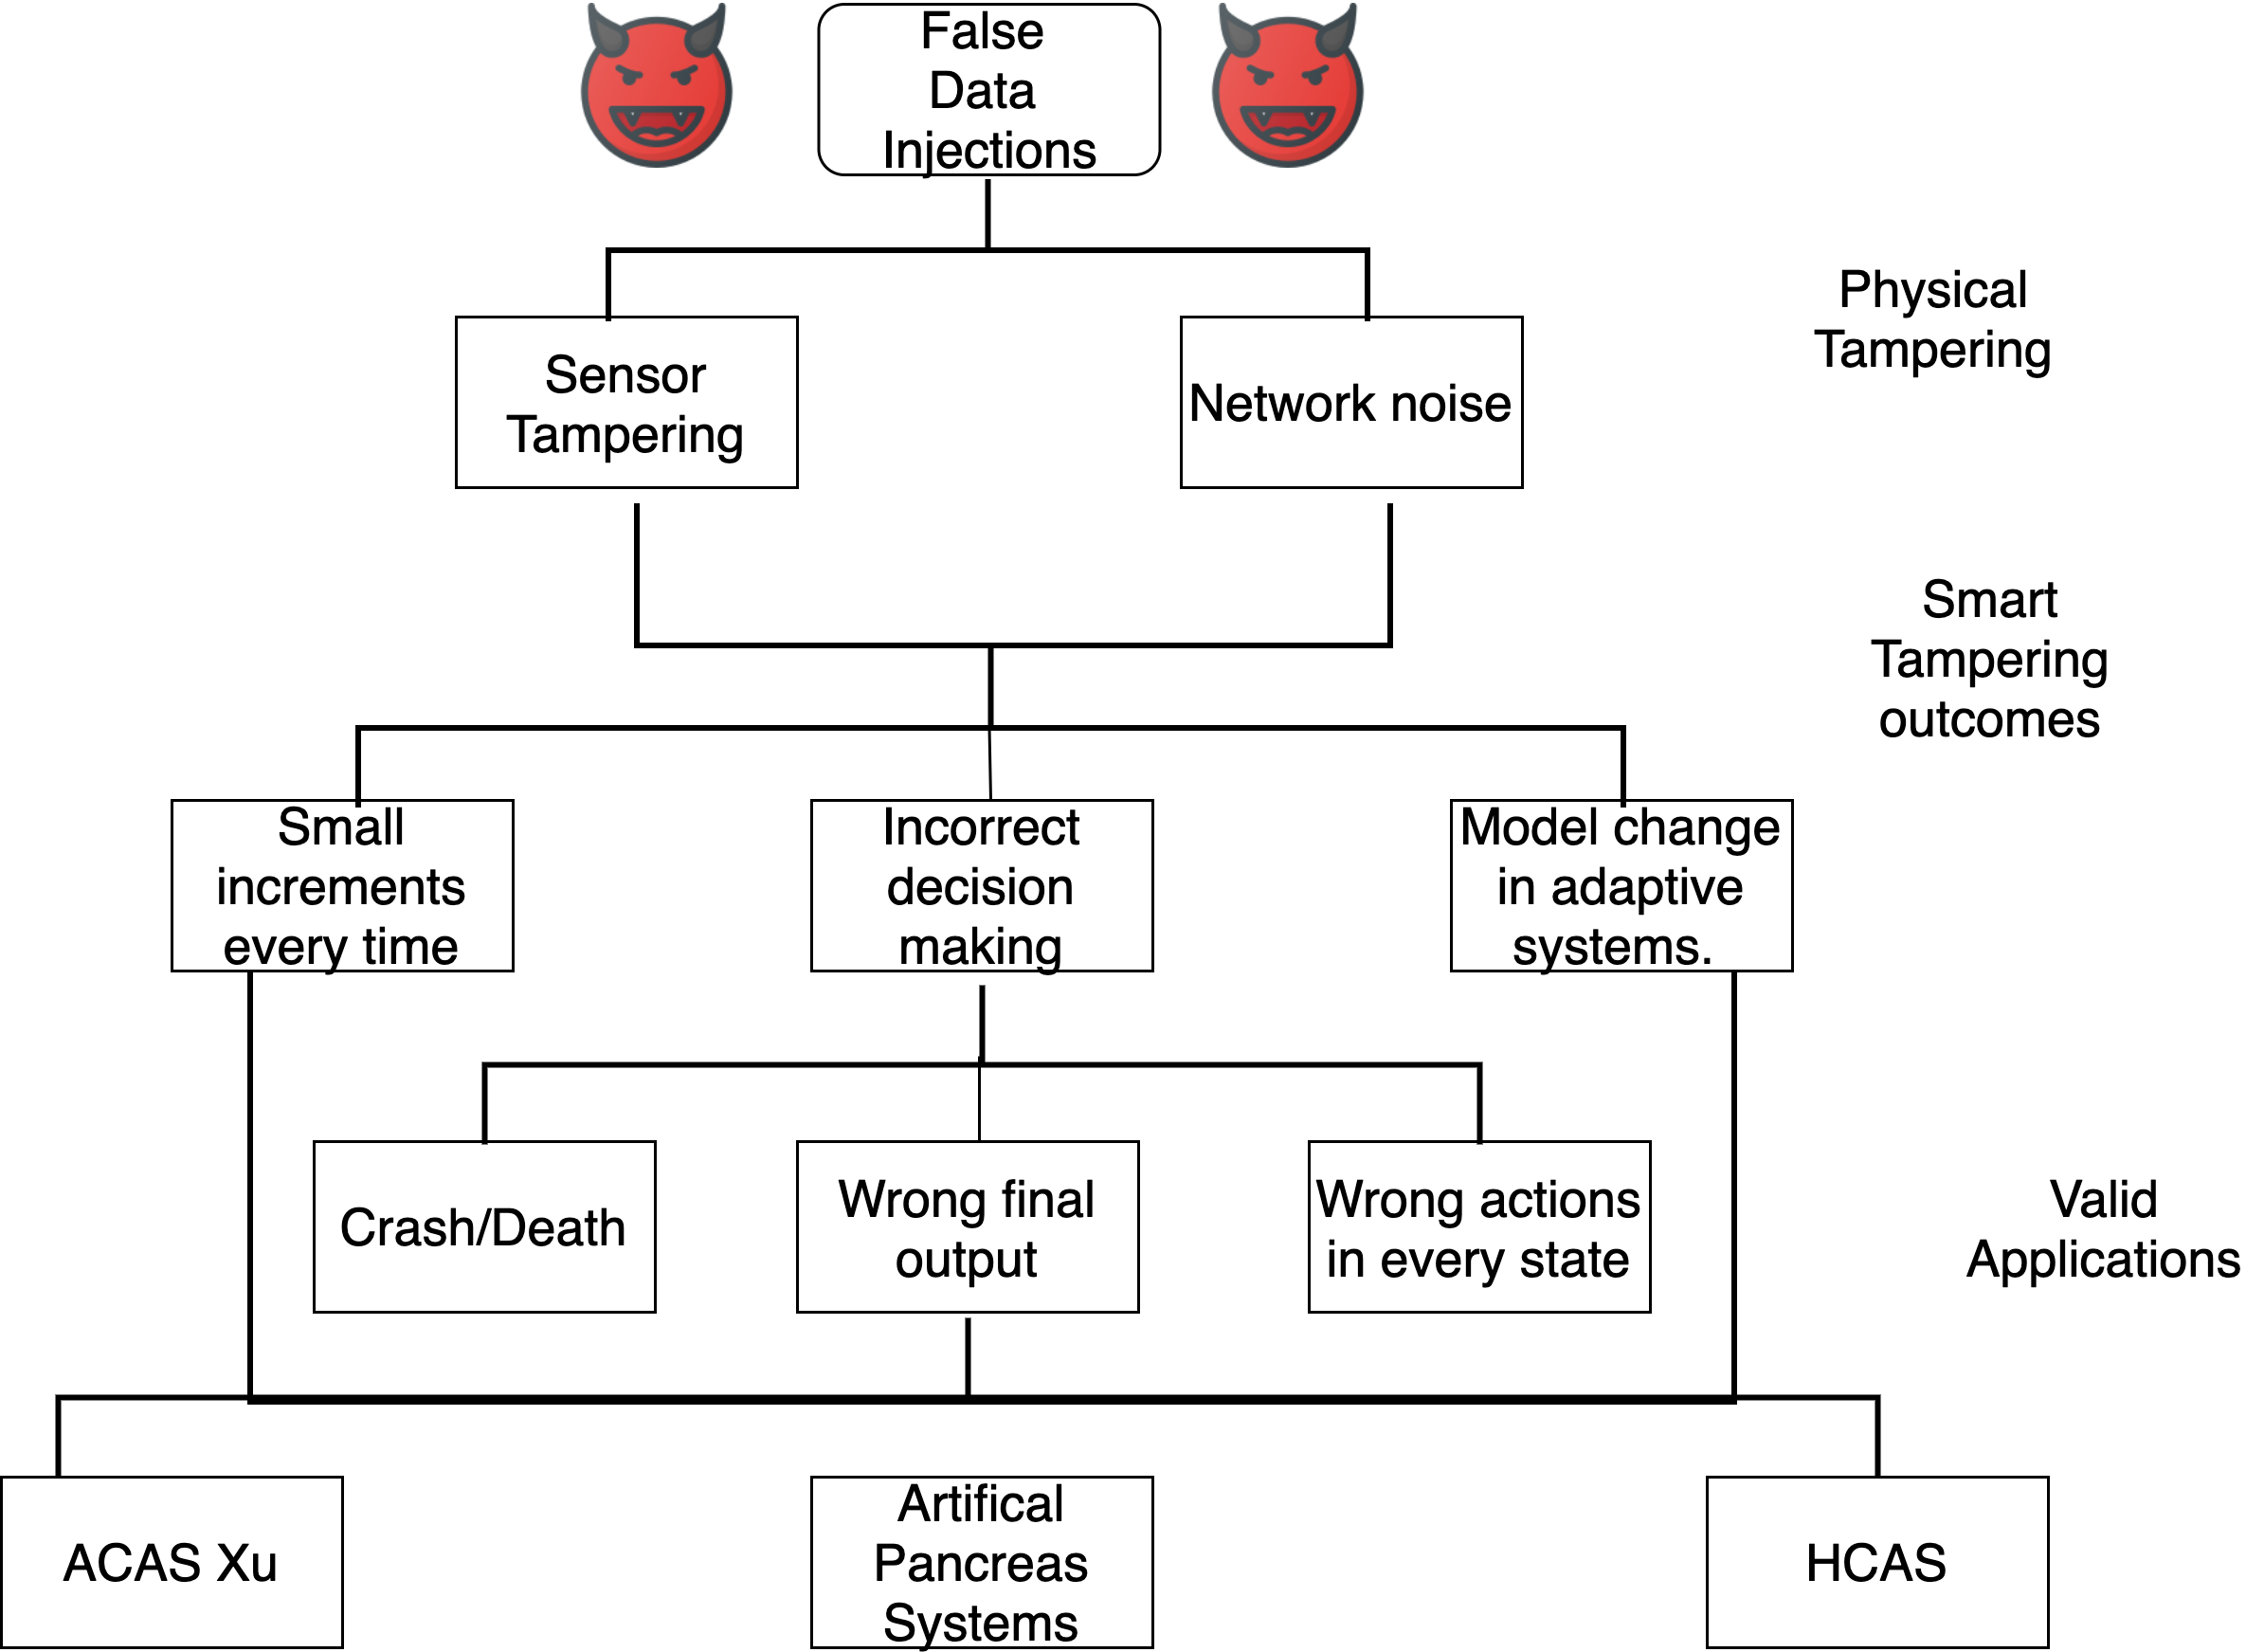 False
Data
Injections
Physical
Tampering
Sensor
Tampering
Network noise
Smart
Tampering
outcomes
Small
increments
every time
Incorrect
decision
making
Model change
in adaptive
systems.
Crash/Death
Wrong final
output
Wrong actions
in every state
Valid
Applications
ACAS Xu
Artifical
Pancreas
Systems
HCAS